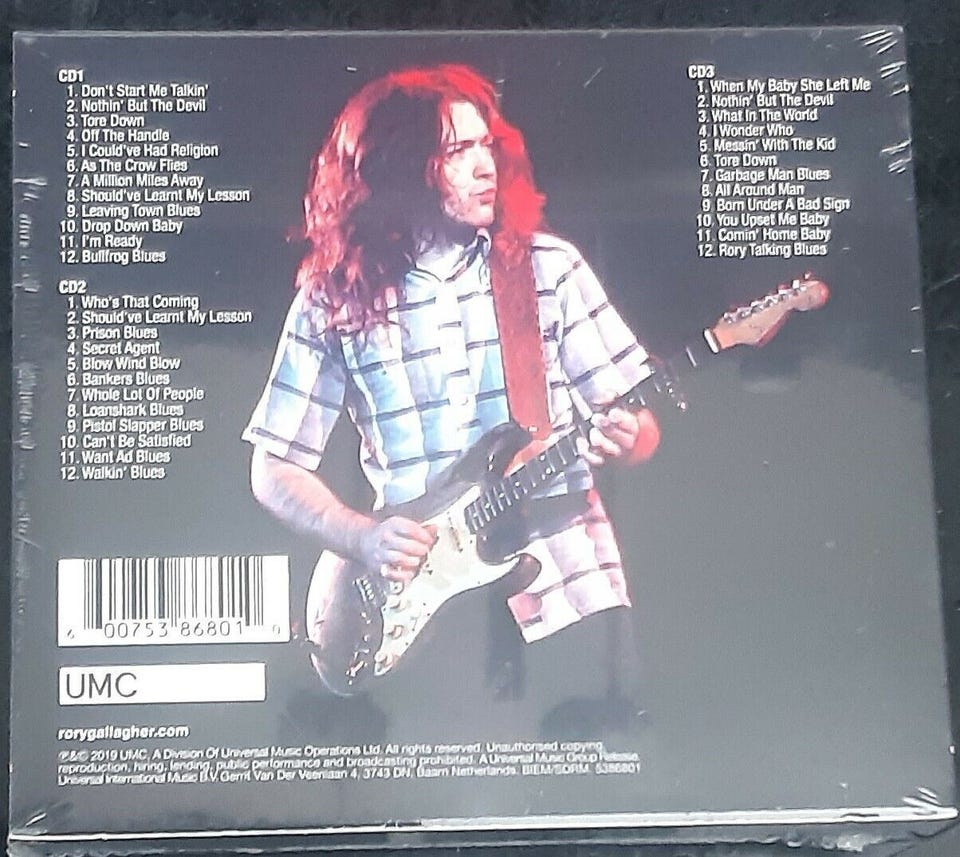 CD1
1. Don't Start Me Talkin'
2. Nothin' But The Devil
3. Tore Down
4. Off The Handle
5. I Could've Had Religion
6. As The Crow Flies
7. A Million Miles Away
8. Should've Learnt My Lesson
9. Leaving Town Blues
10. Drop Down Baby
11. I'm Ready
12. Bullfrog Blues
CD2
1. Who's That Coming
2. Should've Learnt My Lesson
3. Prison Blues
4. Secret Agent
5. Blow Wind Blow
6. Bankers Blues
7. Whole Lot Of People
8. Loanshark Blues
9. Pistol Slapper Blues
10. Can't Be Satisfied
11. Want Ad Blues
12. Walkin' Blues
CD3
1. When My Baby She Left Me
2. Nothin' But The Devil
3. What In The World
4. I Wonder Who
5. Messin' With The Kid
6. Tore Down
7. Garbage Man Blues
8. All Around Man
9. Born Under A Bad Sign
10. You Upset Me Baby
11. Comin' Home Baby
12. Rory Talking Blues
6 00753 86801 0
UMC
rorygallagher.com
℗&© 2019 UMC, A Division Of Universal Music Operations Ltd. All rights reserved. Unauthorised copying,
reproduction, hiring, lending, public performance and broadcasting prohibited. A Universal Music Group Release.
Universal International Music B.V. Gerrit Van Der Veenlaan 4, 3743 DN, Baarn Netherlands. BIEM/SDRM. 5386801